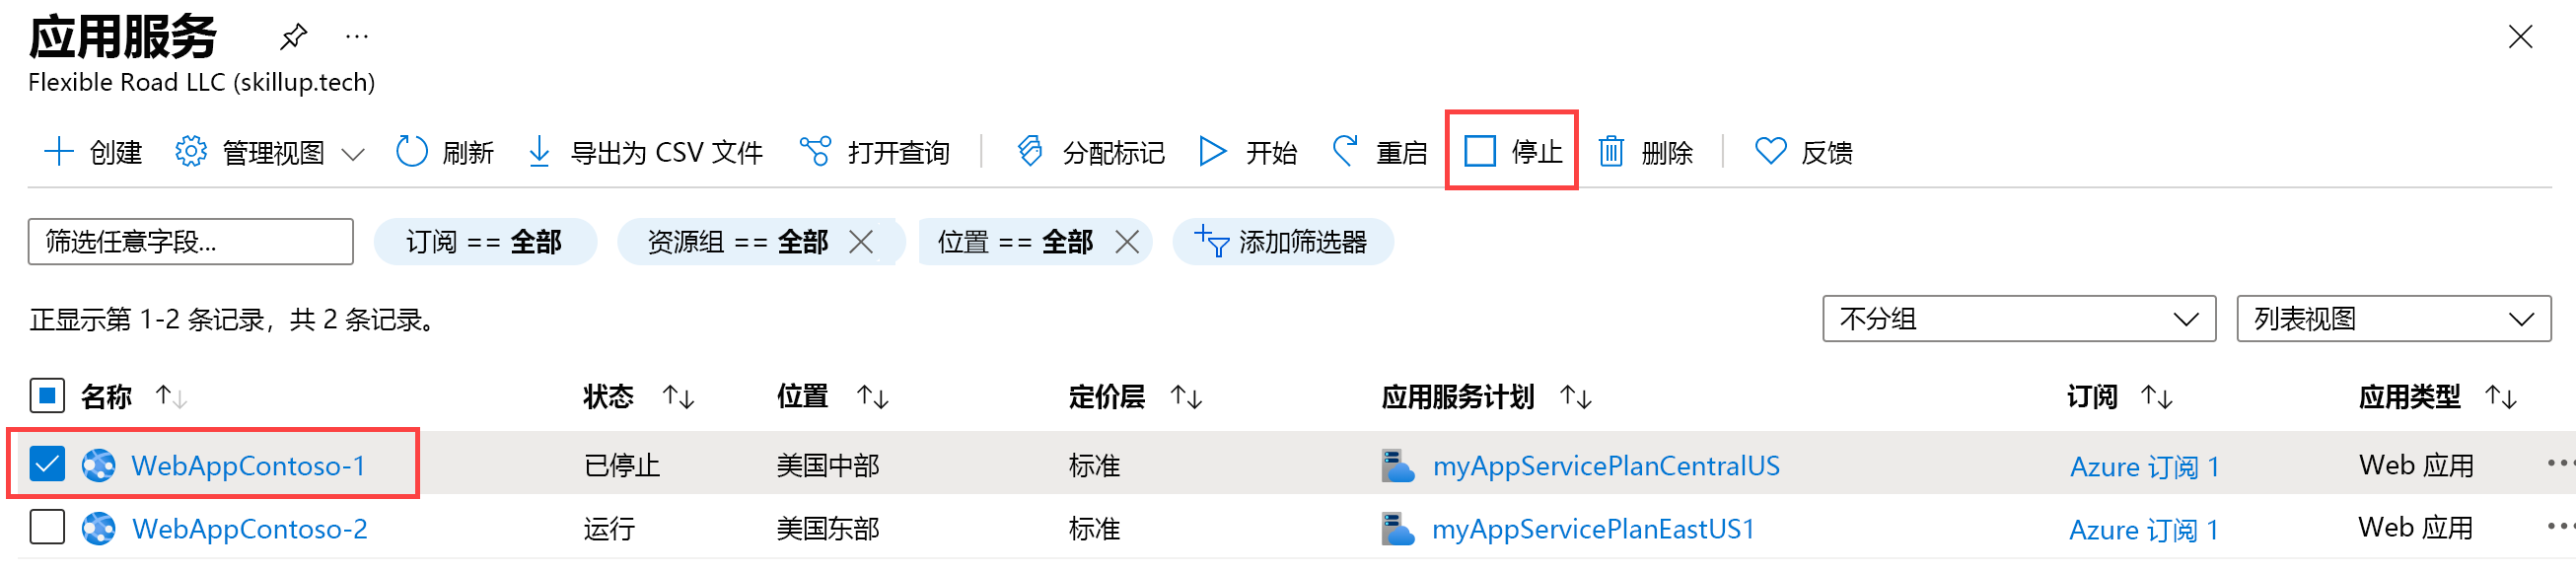 应用服务
Flexible Road LLC (skillup.tech)
创建 管理视图 刷新 导出为 CSV 文件 打开查询 分配标记 开始 重启 停止 删除 反馈
筛选任意字段... 订阅 == 全部 资源组 == 全部 位置 == 全部 添加筛选器
正显示第 1-2 条记录，共 2 条记录。 不分组 列表视图
名称 状态 位置 定价层 应用服务计划 订阅 应用类型
WebAppContoso-1 已停止 美国中部 标准 myAppServicePlanCentralUS Azure 订阅 1 Web 应用
WebAppContoso-2 运行 美国东部 标准 myAppServicePlanEastUS1 Azure 订阅 1 Web 应用